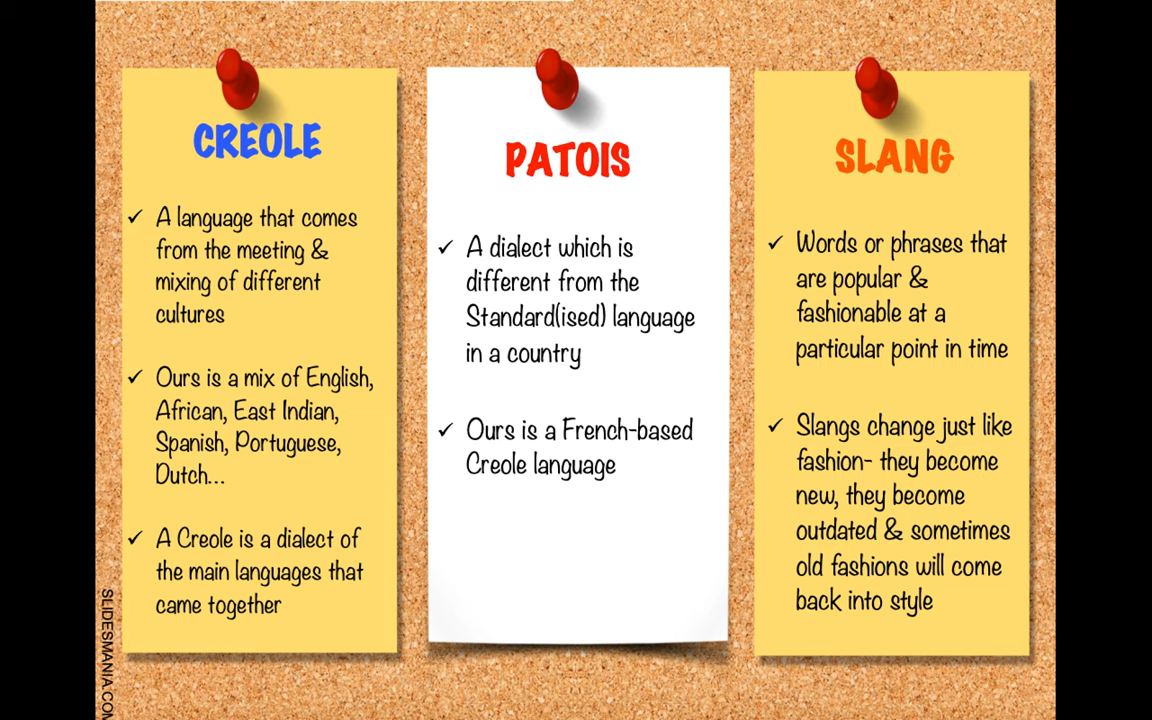 CREOLE
✓ A language that comes
from the meeting &
mixing of different
cultures
✓ Ours is a mix of English,
African, East Indian,
Spanish, Portuguese,
Dutch...
✓ A Creole is a dialect of
the main languages that
came together
PATOIS
✓ A dialect which is
different from the
Standard(ised) language
in a country
✓ Ours is a French-based
Creole language
SLANG
✓ Words or phrases that
are popular &
fashionable at a
particular point in time
✓ Slangs change just like
fashion- they become
new, they become
outdated & sometimes
old fashions will come
back into style
SLIDESMANIA.COM